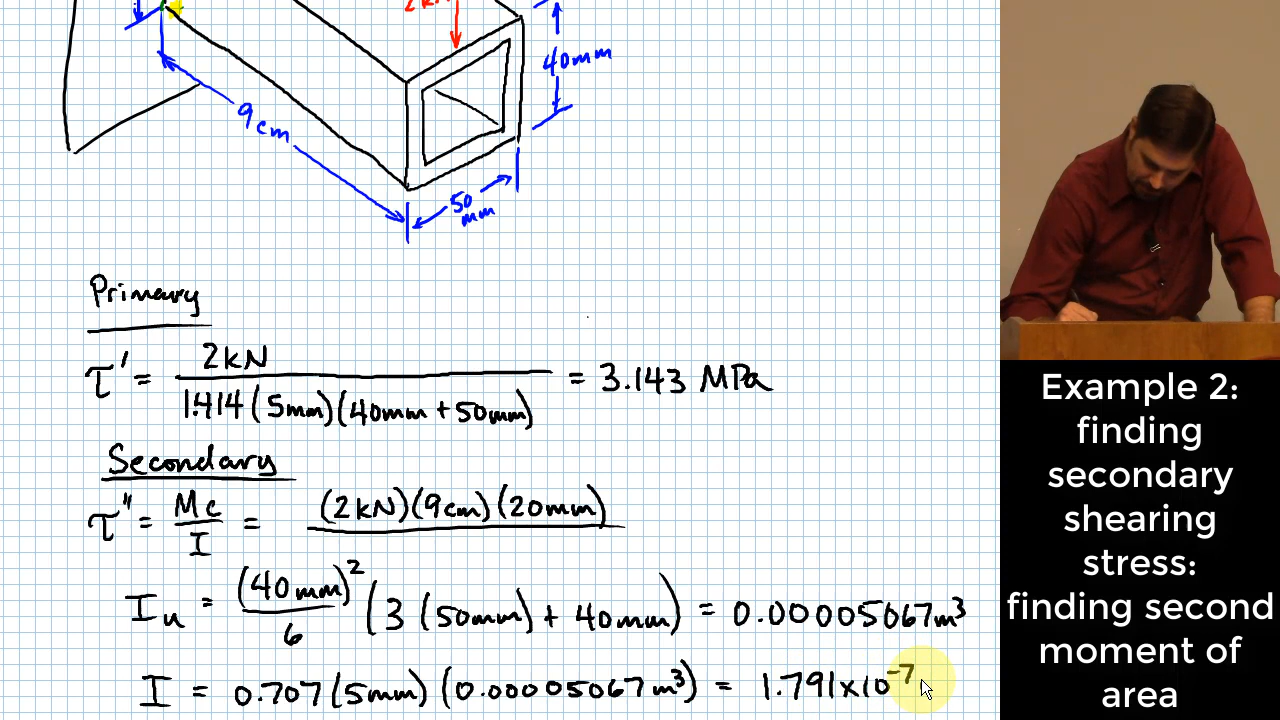 2kN
40mm
9cm
50
mm
Primary
τ' = 2kN / 1.414(5mm)(40mm+50mm) = 3.143 MPa
Secondary
τ" = Mc / I = (2kN)(9cm)(20mm)
Iu = (40mm)² / 6 (3(50mm)+40mm) = 0.00005067m³
I = 0.707(5mm)(0.00005067m³) = 1.791x10⁻⁷
Example 2:
finding
secondary
shearing
stress:
finding second
moment of
area